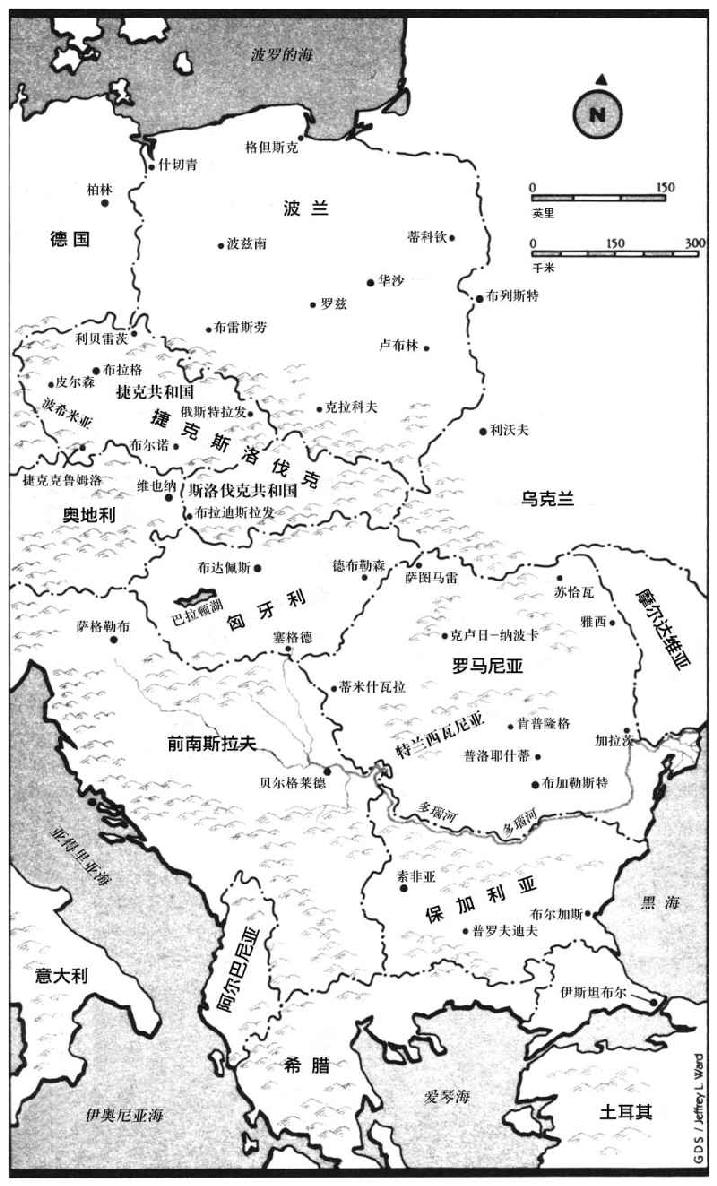 波罗的海
N
格但斯克
什切青
柏林
波兰
0 150
英里
德国
波兹南
蒂科钦
0 150 300
千米
华沙
布列斯特
罗兹
布雷斯劳
利贝雷茨
卢布林
布拉格
皮尔森
捷克共和国
波希米亚
俄斯特拉发
克拉科夫
捷克斯洛伐克
利沃夫
布尔诺
捷克克鲁姆洛
维也纳
斯洛伐克共和国
乌克兰
奥地利
布拉迪斯拉发
布达佩斯
德布勒森
萨图马雷
苏恰瓦
摩尔达维亚
巴拉顿湖
匈牙利
萨格勒布
塞格德
克卢日-纳波卡
雅西
罗马尼亚
蒂米什瓦拉
特兰西瓦尼亚
肯普隆格
前南斯拉夫
加拉茨
普洛耶什蒂
贝尔格莱德
布加勒斯特
多瑙河
多瑙河
亚得里亚海
索非亚
保加利亚
黑海
布尔加斯
普罗夫迪夫
阿尔巴尼亚
意大利
伊斯坦布尔
希腊
爱琴海
伊奥尼亚海
土耳其
GDS / Jeffrey L. Ward